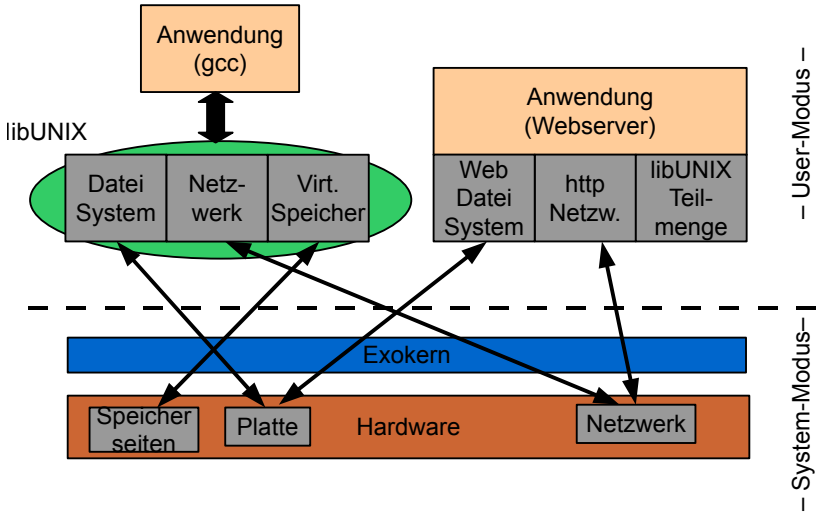 Anwendung
(gcc)
libUNIX
Datei
System
Netz-
werk
Virt.
Speicher
Anwendung
(Webserver)
Web
Datei
System
http
Netzw.
libUNIX
Teil-
menge
– User-Modus –
Exokern
Speicher
seiten
Platte
Hardware
Netzwerk
– System-Modus–